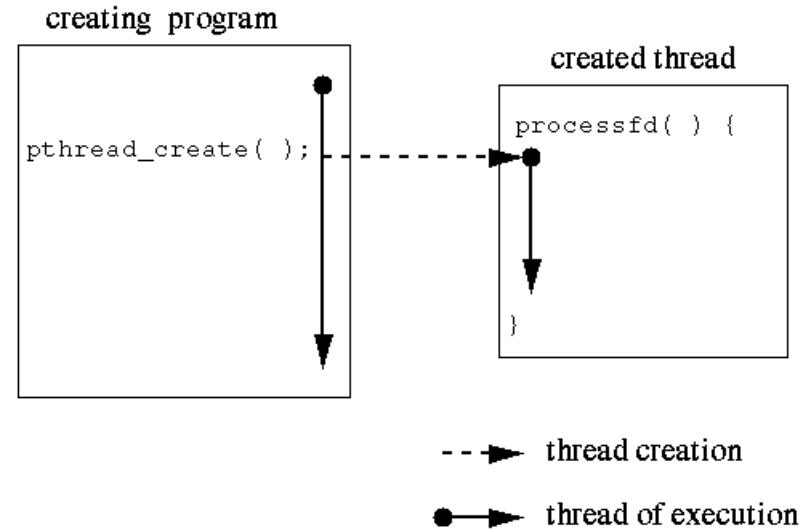 creating program
created thread
processfd( ) {
pthread_create( );
}
thread creation
thread of execution